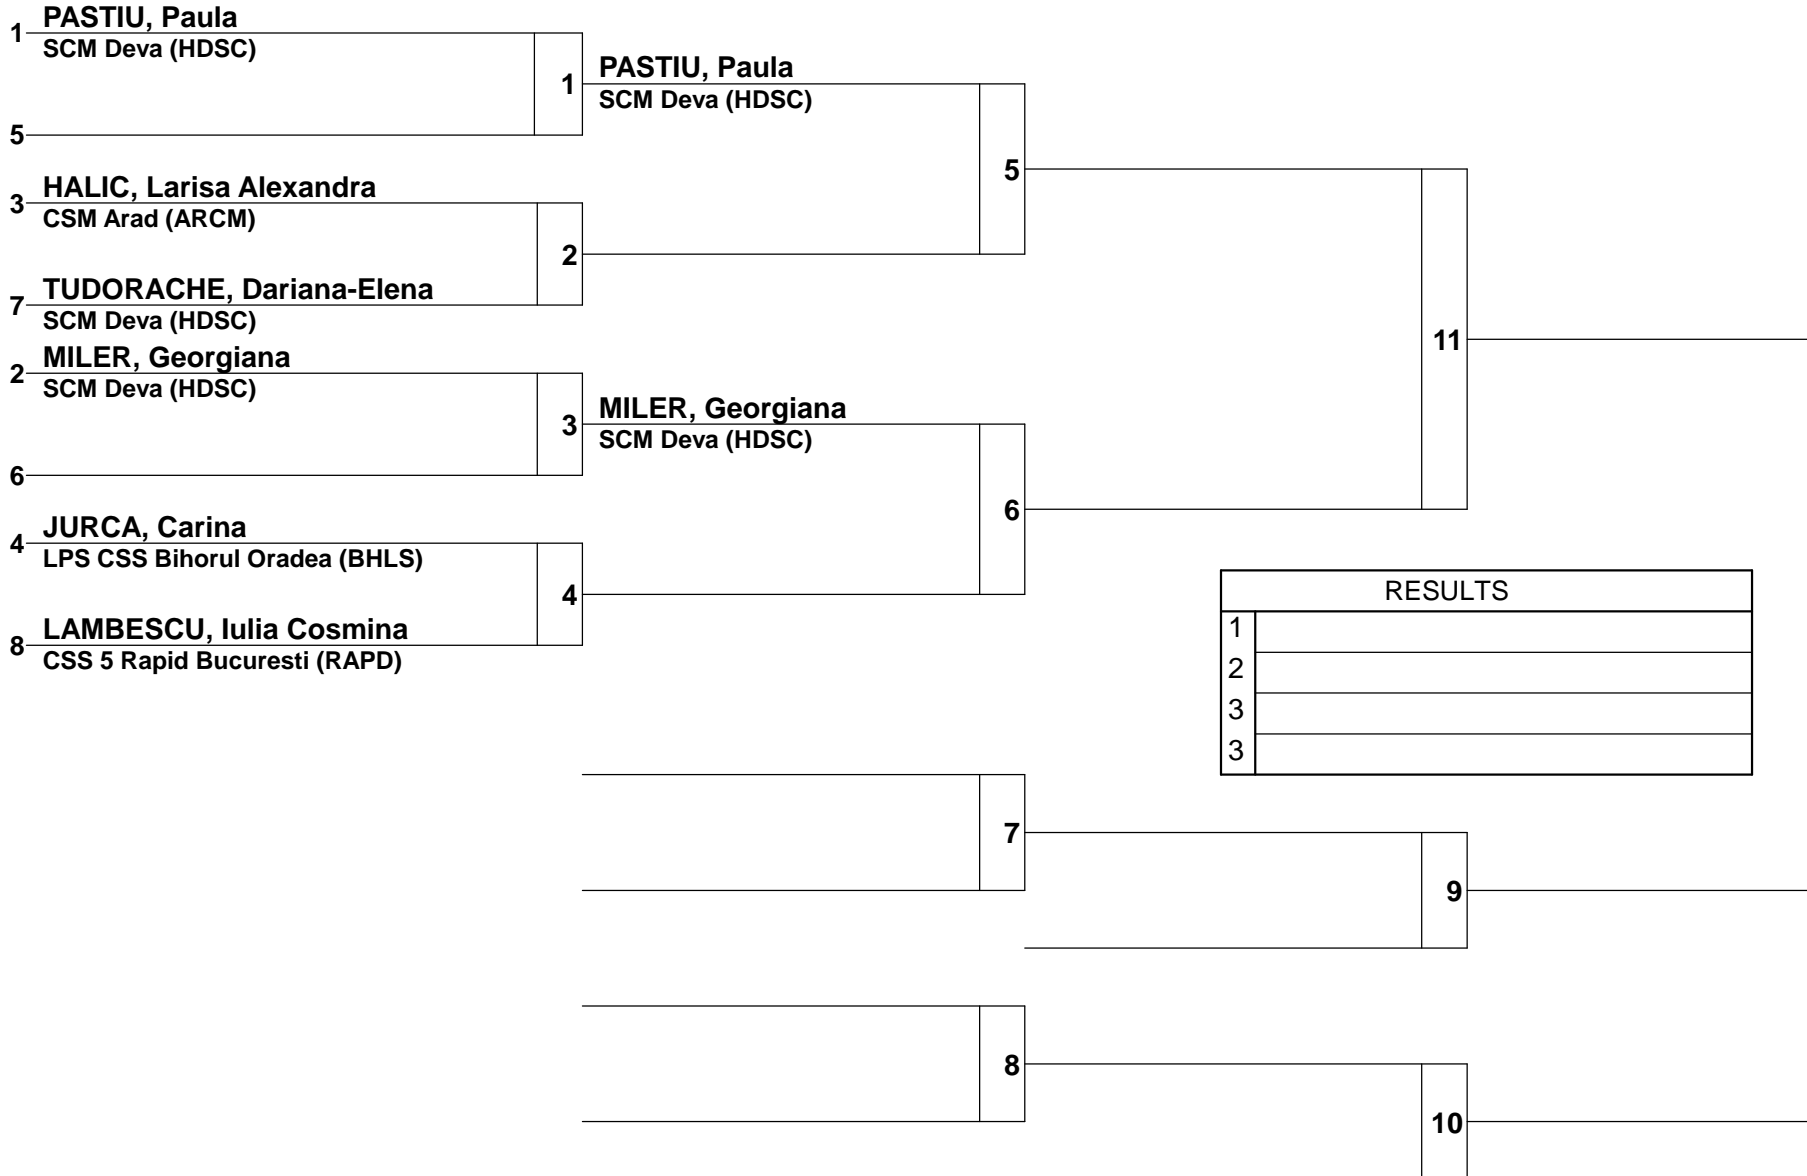 1 PASTIU, Paula
SCM Deva (HDSC)
1
PASTIU, Paula
SCM Deva (HDSC)
5
5
3 HALIC, Larisa Alexandra
CSM Arad (ARCM)
2
7 TUDORACHE, Dariana-Elena
SCM Deva (HDSC)
11
2 MILER, Georgiana
SCM Deva (HDSC)
3
MILER, Georgiana
SCM Deva (HDSC)
6
6
4 JURCA, Carina
LPS CSS Bihorul Oradea (BHLS)
4
8 LAMBESCU, Iulia Cosmina
CSS 5 Rapid Bucuresti (RAPD)
RESULTS
1
2
3
3
7
9
8
10